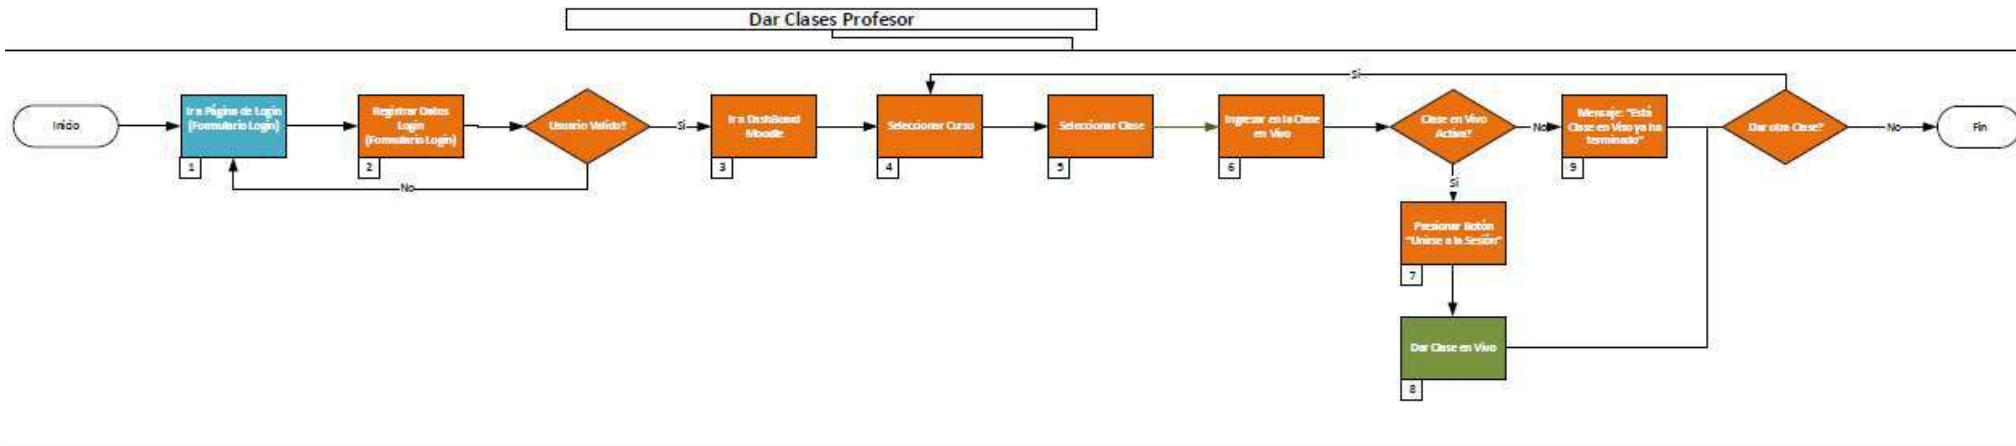 Dar Clases Profesor
Inicio
Ir a Página de Login
(Formulario Login)
1
Registrar Datos
Login
(Formulario Login)
2
Usuario Valido?
Si
No
Ir a DashBoard
Moodle
3
Seleccionar Curso
4
Seleccionar Clase
5
Ingresar en la Clase
en Vivo
6
Clase en Vivo
Activa?
No
Sí
Mensaje: "Está
Clase en Vivo ya ha
terminado"
9
Dar otra Clase?
Sí
No
Fin
Presionar Botón
"Unirse a la Sesión"
7
Dar Clase en Vivo
8